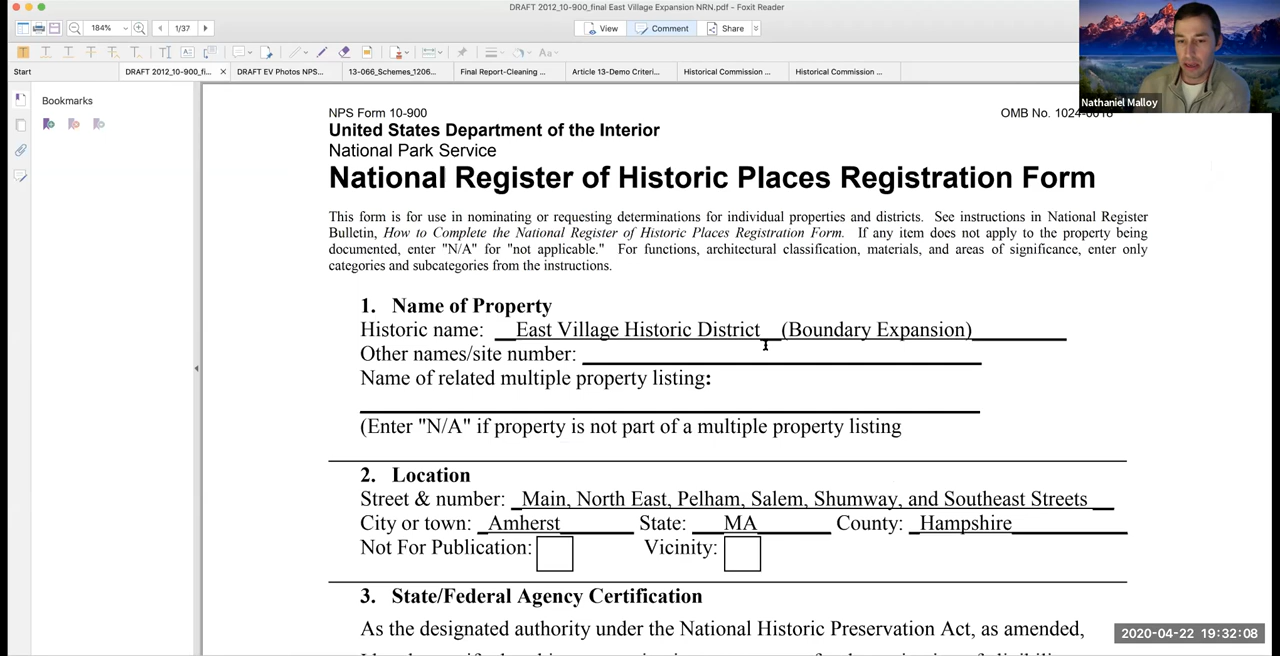 DRAFT 2012_10-900_final East Village Expansion NRN.pdf - Foxit Reader
184%
1/37
View
Comment
Share
Aa
Start
DRAFT 2012_10-900_fi...
DRAFT EV Photos NPS...
13-066_Schemes_1206...
Final Report-Cleaning ...
Article 13-Demo Criteri...
Historical Commission ...
Historical Commission ...
Nathaniel Malloy
Bookmarks
NPS Form 10-900
OMB No. 1024-0018
United States Department of the Interior
National Park Service
National Register of Historic Places Registration Form
This form is for use in nominating or requesting determinations for individual properties and districts. See instructions in National Register
Bulletin, How to Complete the National Register of Historic Places Registration Form. If any item does not apply to the property being
documented, enter "N/A" for "not applicable." For functions, architectural classification, materials, and areas of significance, enter only
categories and subcategories from the instructions.
1. Name of Property
Historic name: East Village Historic District (Boundary Expansion)
Other names/site number:
Name of related multiple property listing:
(Enter "N/A" if property is not part of a multiple property listing
2. Location
Street & number: Main, North East, Pelham, Salem, Shumway, and Southeast Streets
City or town: Amherst State: MA County: Hampshire
Not For Publication: Vicinity:
3. State/Federal Agency Certification
As the designated authority under the National Historic Preservation Act, as amended,
2020-04-22 19:32:08